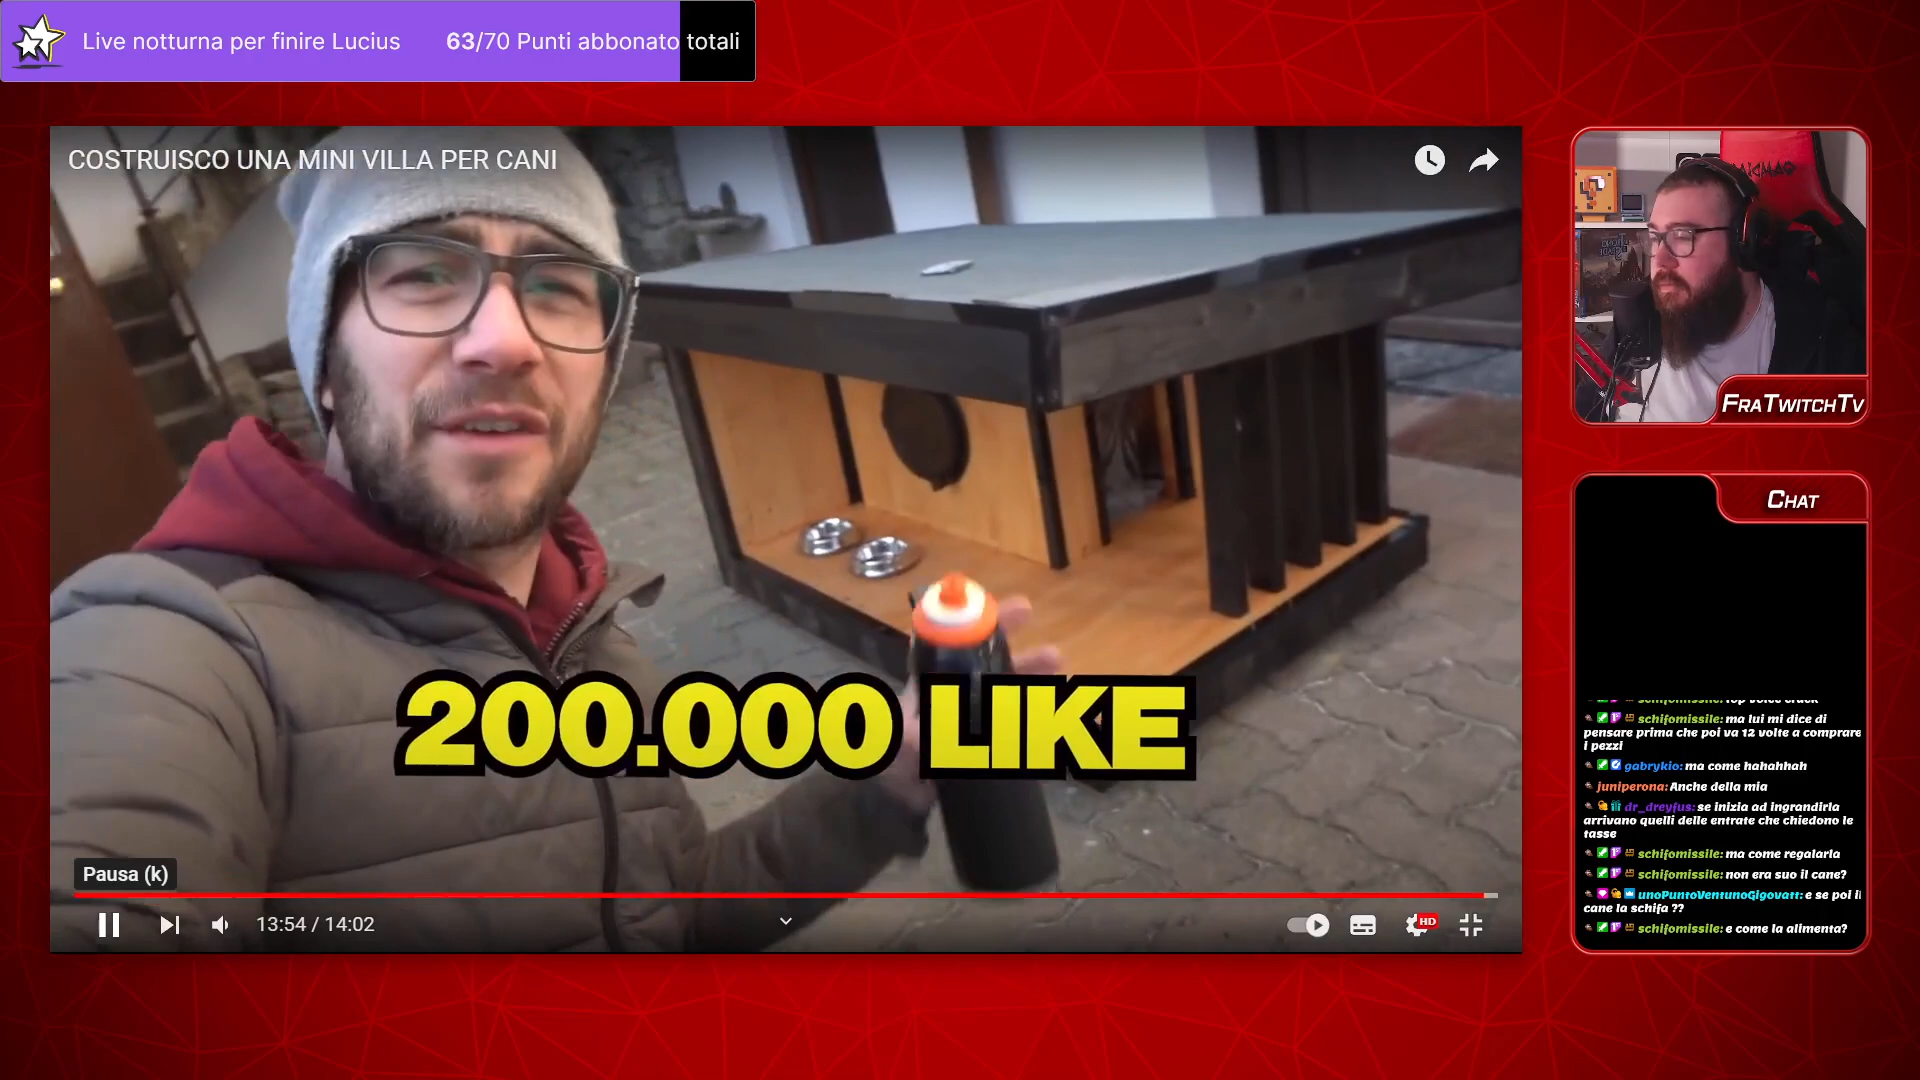 Live notturna per finire Lucius 63/70 Punti abbonato totali
COSTRUISCO UNA MINI VILLA PER CANI
200.000 LIKE
Pausa (k)
13:54 / 14:02
HD
FRATWITCHTV
CHAT
schifomissile: top voice crack
schifomissile: ma lui mi dice di
pensare prima che poi va 12 volte a comprare
i pezzi
gabrykio: ma come hahahhah
juniperona: Anche della mia
dr_dreyfus: se inizia ad ingrandirla
arrivano quelli delle entrate che chiedono le
tasse
schifomissile: ma come regalarla
schifomissile: non era suo il cane?
unoPuntoVentunoGigovatt: e se poi il
cane la schifa ??
schifomissile: e come la alimenta?